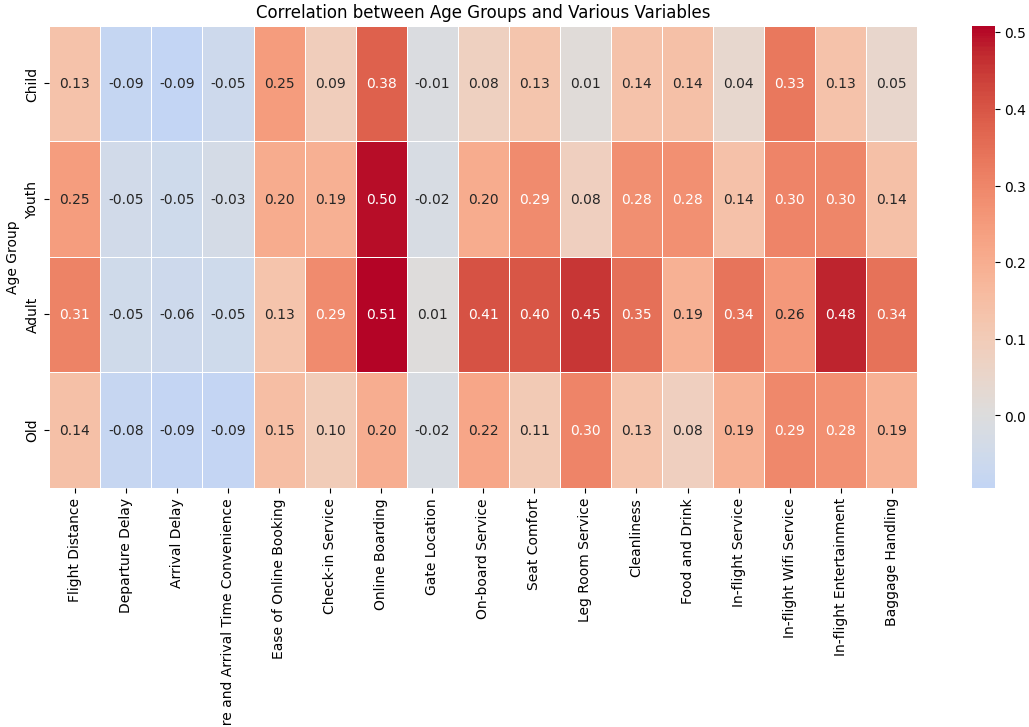 Correlation between Age Groups and Various Variables
Age Group
Child 0.13 -0.09 -0.09 -0.05 0.25 0.09 0.38 -0.01 0.08 0.13 0.01 0.14 0.14 0.04 0.33 0.13 0.05
Youth 0.25 -0.05 -0.05 -0.03 0.20 0.19 0.50 -0.02 0.20 0.29 0.08 0.28 0.28 0.14 0.30 0.30 0.14
Adult 0.31 -0.05 -0.06 -0.05 0.13 0.29 0.51 0.01 0.41 0.40 0.45 0.35 0.19 0.34 0.26 0.48 0.34
Old 0.14 -0.08 -0.09 -0.09 0.15 0.10 0.20 -0.02 0.22 0.11 0.30 0.13 0.08 0.19 0.29 0.28 0.19
Flight Distance
Departure Delay
Arrival Delay
re and Arrival Time Convenience
Ease of Online Booking
Check-in Service
Online Boarding
Gate Location
On-board Service
Seat Comfort
Leg Room Service
Cleanliness
Food and Drink
In-flight Service
In-flight Wifi Service
In-flight Entertainment
Baggage Handling
0.5
0.4
0.3
0.2
0.1
0.0